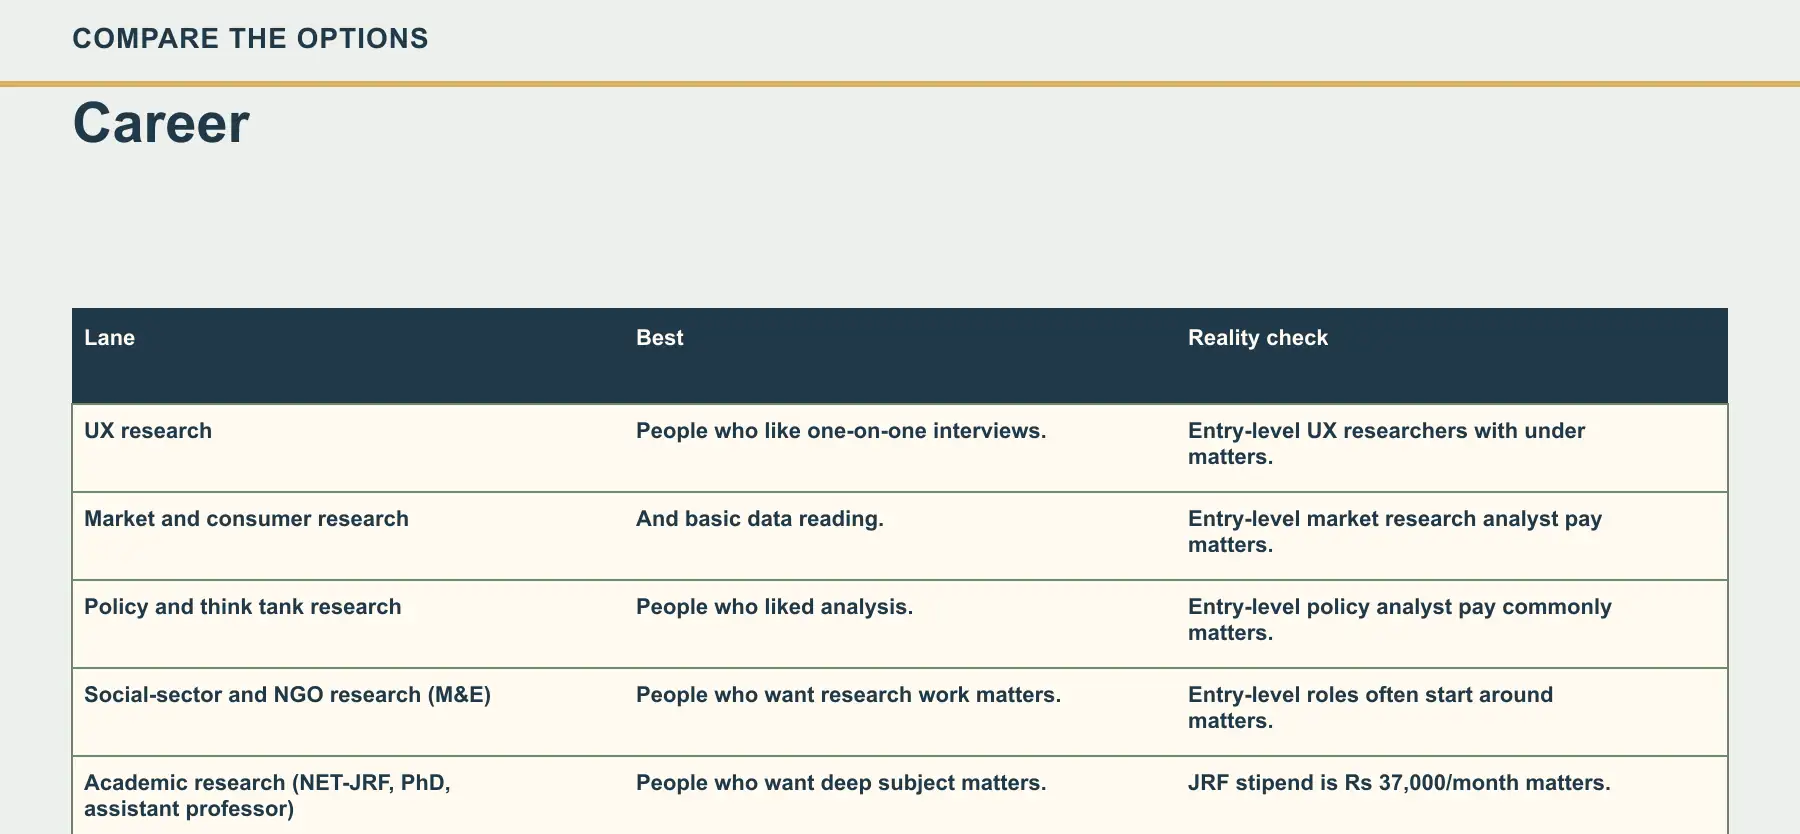 COMPARE THE OPTIONS
Career
Lane Best Reality check
UX research People who like one-on-one interviews. Entry-level UX researchers with under
matters.
Market and consumer research And basic data reading. Entry-level market research analyst pay
matters.
Policy and think tank research People who liked analysis. Entry-level policy analyst pay commonly
matters.
Social-sector and NGO research (M&E) People who want research work matters. Entry-level roles often start around
matters.
Academic research (NET-JRF, PhD, People who want deep subject matters. JRF stipend is Rs 37,000/month matters.
assistant professor)